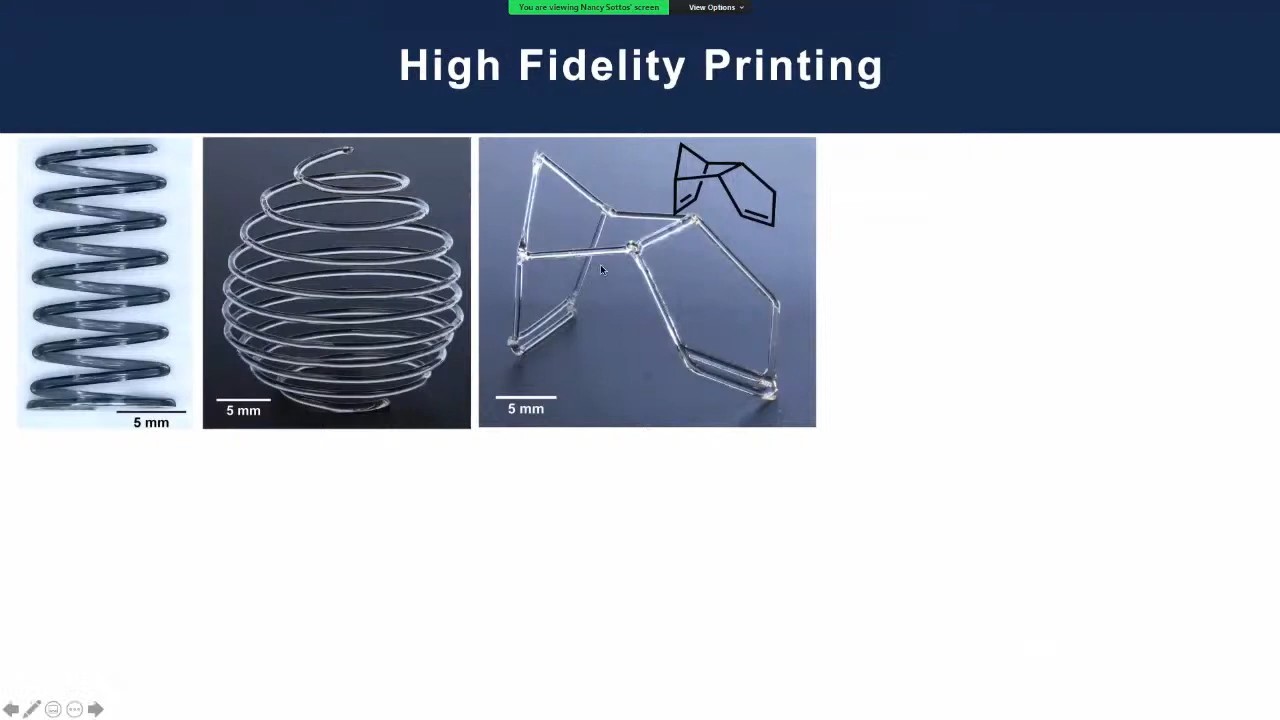 You are viewing Nancy Sottos' screen
View Options
High Fidelity Printing
5 mm
5 mm
5 mm